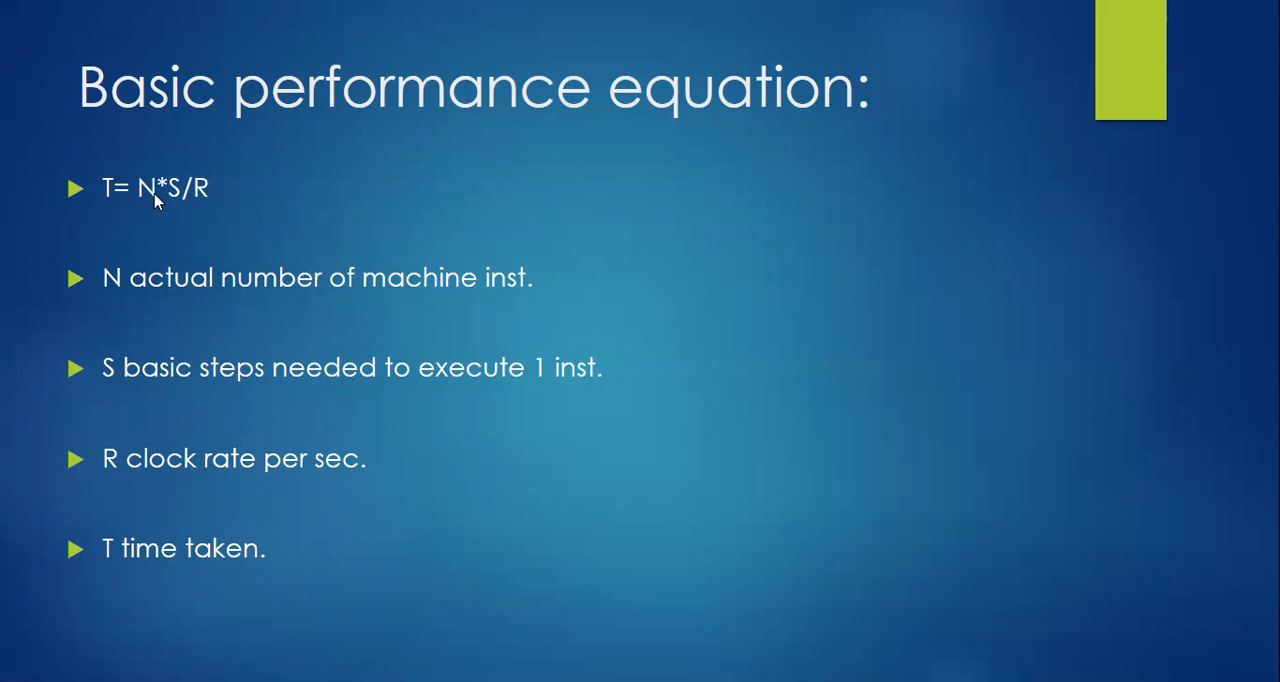 Basic performance equation:
T= N*S/R
N actual number of machine inst.
S basic steps needed to execute 1 inst.
R clock rate per sec.
T time taken.